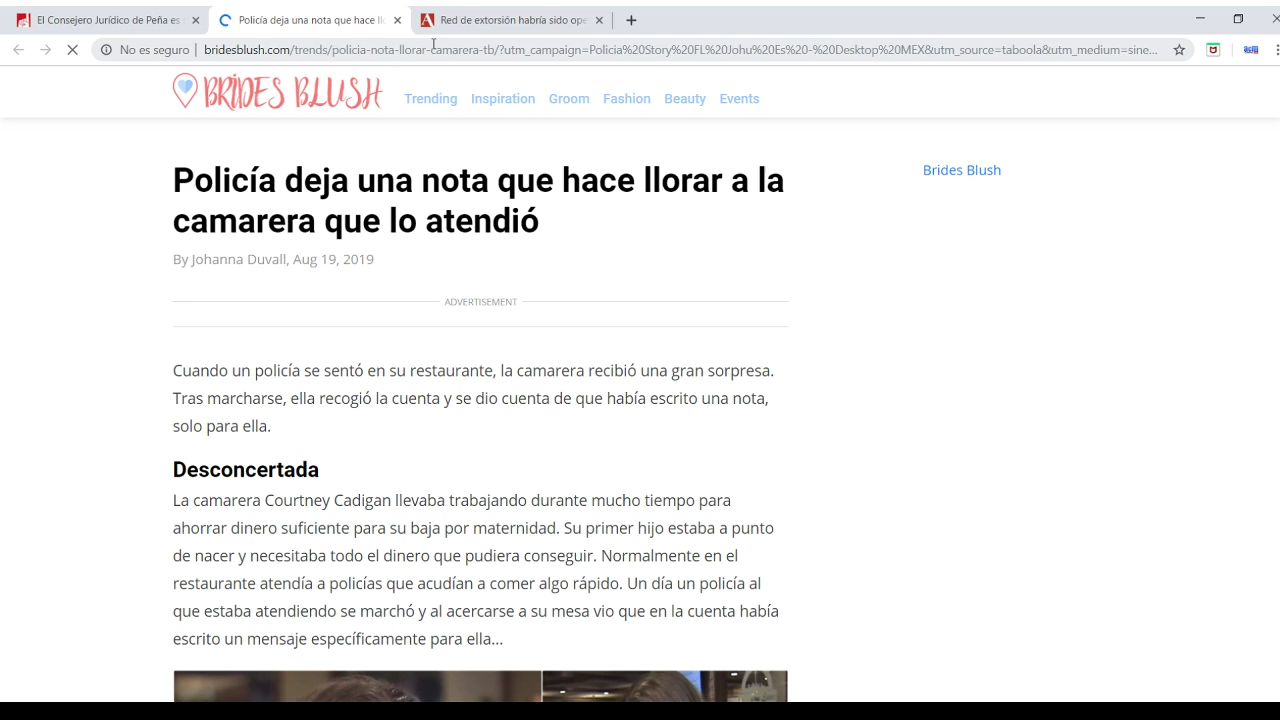 El Consejero Jurídico de Peña es
Policía deja una nota que hace llo
Red de extorsión habría sido ope
No es seguro
bridesblush.com/trends/policia-nota-llorar-camarera-tb/?utm_campaign=Policia%20Story%20FL%20Johu%20Es%20-%20Desktop%20MEX&utm_source=taboola&utm_medium=sine...
BRIDES BLUSH
Trending Inspiration Groom Fashion Beauty Events
Policía deja una nota que hace llorar a la
camarera que lo atendió
Brides Blush
By Johanna Duvall, Aug 19, 2019
ADVERTISEMENT
Cuando un policía se sentó en su restaurante, la camarera recibió una gran sorpresa.
Tras marcharse, ella recogió la cuenta y se dio cuenta de que había escrito una nota,
solo para ella.
Desconcertada
La camarera Courtney Cadigan llevaba trabajando durante mucho tiempo para
ahorrar dinero suficiente para su baja por maternidad. Su primer hijo estaba a punto
de nacer y necesitaba todo el dinero que pudiera conseguir. Normalmente en el
restaurante atendía a policías que acudían a comer algo rápido. Un día un policía al
que estaba atendiendo se marchó y al acercarse a su mesa vio que en la cuenta había
escrito un mensaje específicamente para ella...